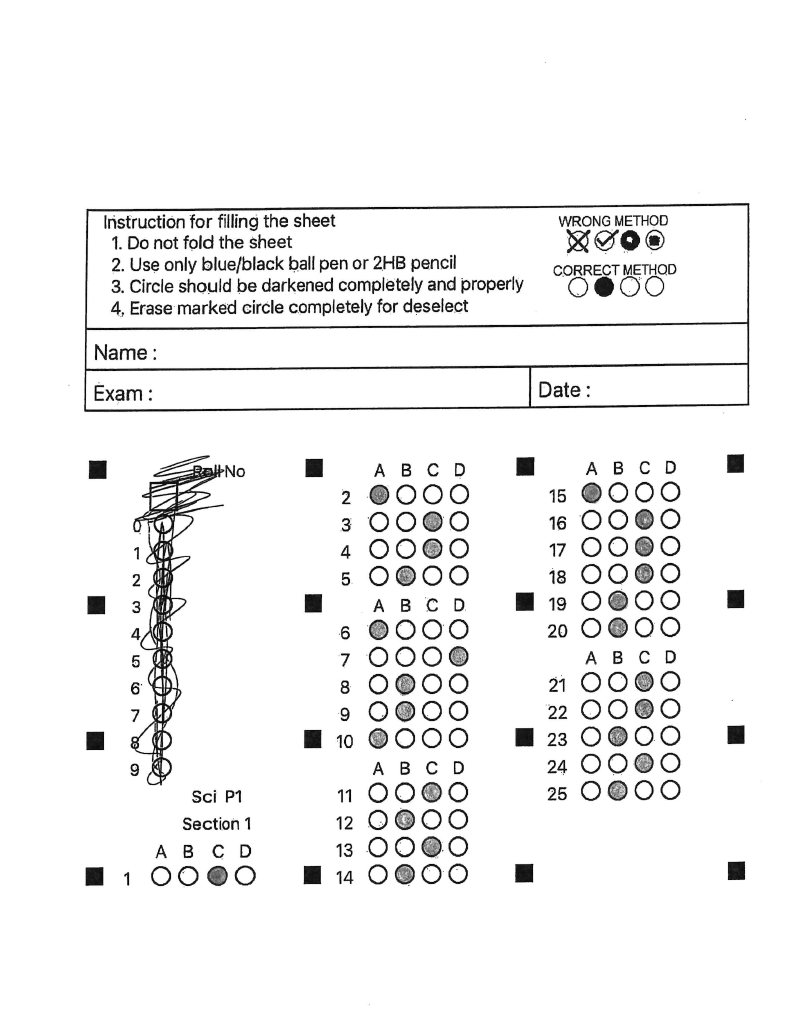 Instruction for filling the sheet
1. Do not fold the sheet
2. Use only blue/black ball pen or 2HB pencil
3. Circle should be darkened completely and properly
4. Erase marked circle completely for deselect
WRONG METHOD
CORRECT METHOD
Name :
Exam :
Date :
Roll No
0
1
2
3
4
5
6
7
8
9
Sci P1
Section 1
A B C D
1
A B C D
2
3
4
5
A B C D
6
7
8
9
10
A B C D
11
12
13
14
A B C D
15
16
17
18
19
20
A B C D
21
22
23
24
25